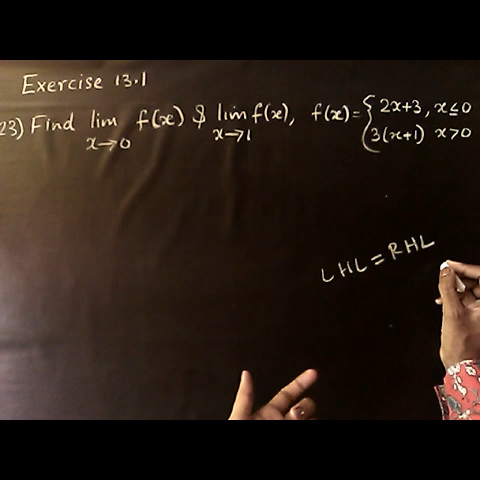 Exercise 13.1
23) Find lim x→0 f(x) & lim x→1 f(x), f(x)= { 2x+3, x≤0
3(x+1) x>0
LHL = RHL